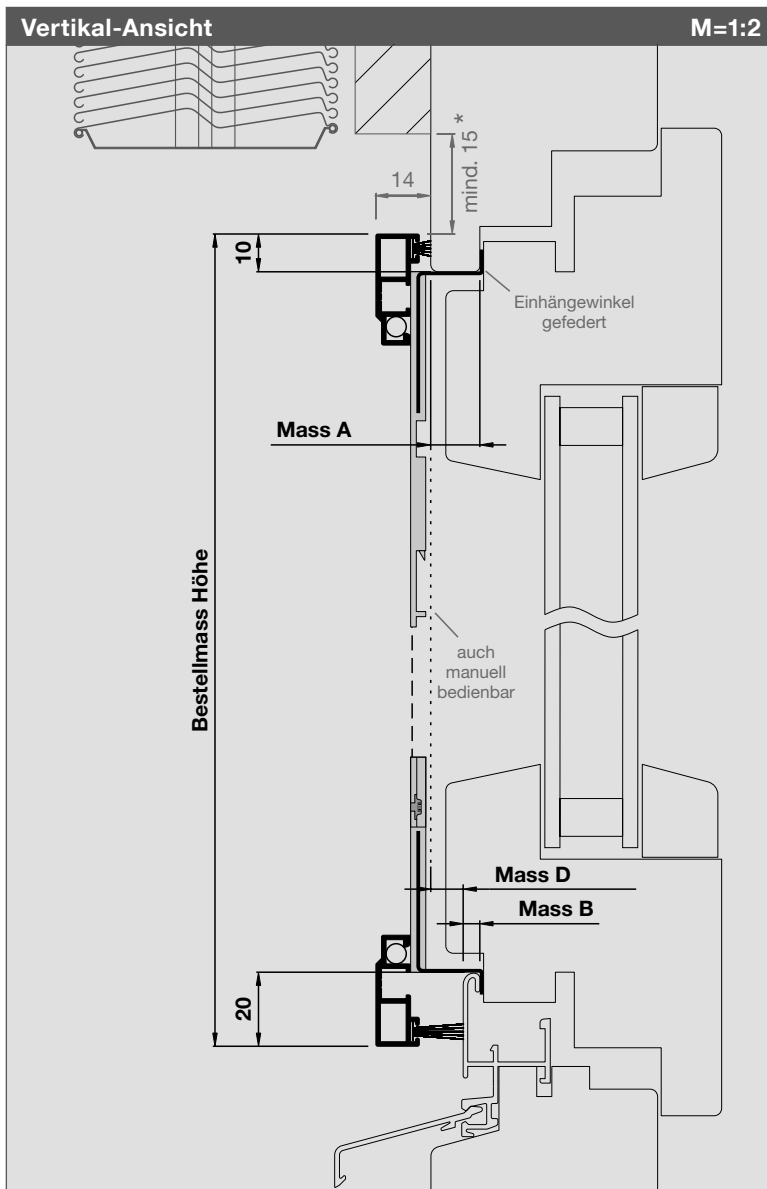 Vertikal-Ansicht M=1:2
14
mind. 15 *
10
Einhängewinkel
gefedert
Mass A
Bestellmass Höhe
auch
manuell
bedienbar
Mass D
Mass B
20